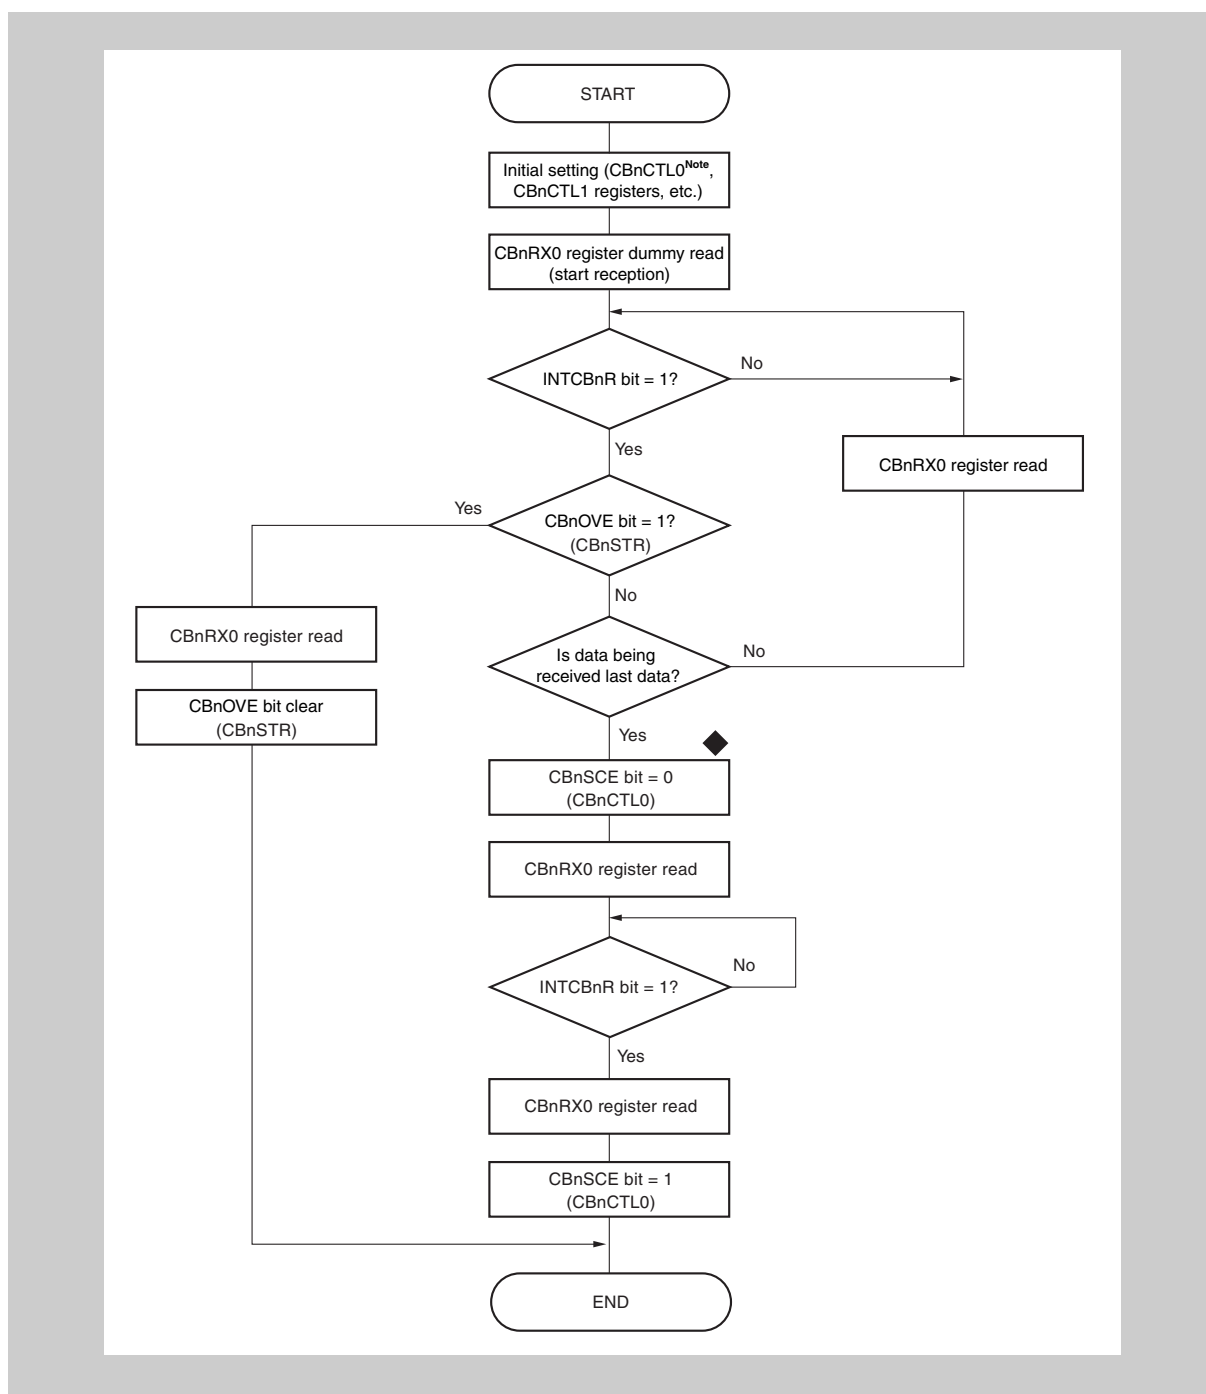 START
Initial setting (CBnCTL0Note,
CBnCTL1 registers, etc.)
CBnRX0 register dummy read
(start reception)
INTCBnR bit = 1?
No
Yes
CBnRX0 register read
Yes
CBnOVE bit = 1?
(CBnSTR)
No
CBnRX0 register read
Is data being
received last data?
No
CBnOVE bit clear
(CBnSTR)
Yes
CBnSCE bit = 0
(CBnCTL0)
CBnRX0 register read
INTCBnR bit = 1?
No
Yes
CBnRX0 register read
CBnSCE bit = 1
(CBnCTL0)
END